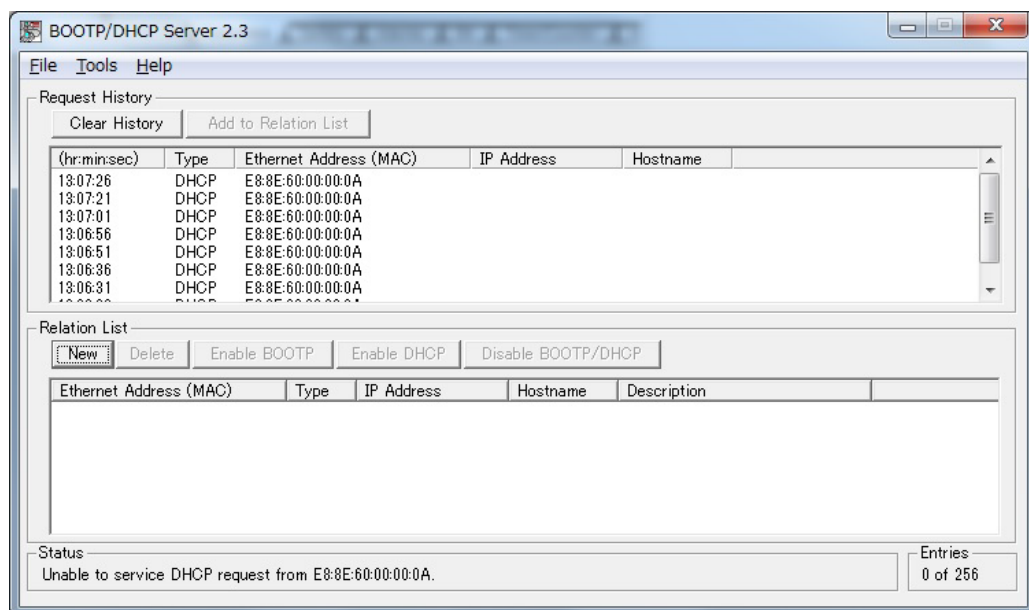 BOOTP/DHCP Server 2.3
File Tools Help
Request History
Clear History Add to Relation List
(hr:min:sec) Type Ethernet Address (MAC) IP Address Hostname
13:07:26 DHCP E8:8E:60:00:00:0A
13:07:21 DHCP E8:8E:60:00:00:0A
13:07:01 DHCP E8:8E:60:00:00:0A
13:06:56 DHCP E8:8E:60:00:00:0A
13:06:51 DHCP E8:8E:60:00:00:0A
13:06:36 DHCP E8:8E:60:00:00:0A
13:06:31 DHCP E8:8E:60:00:00:0A
Relation List
New Delete Enable BOOTP Enable DHCP Disable BOOTP/DHCP
Ethernet Address (MAC) Type IP Address Hostname Description
Status
Unable to service DHCP request from E8:8E:60:00:00:0A.
Entries
0 of 256